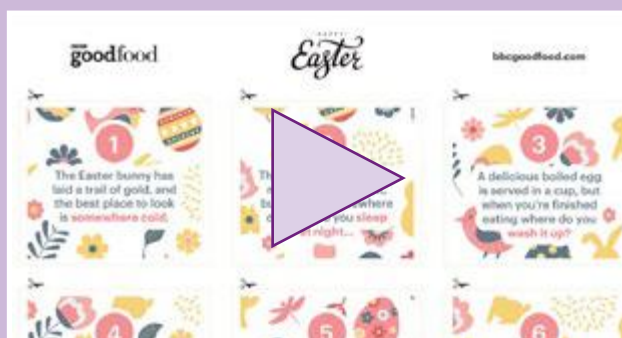 goodfood
HAPPY
Easter
bbcgoodfood.com
1
The Easter bunny has
laid a trail of gold, and
the best place to look
is somewhere cold.
you sleep
night...
3
A delicious boiled egg
is served in a cup, but
when you're finished
eating where do you
wash it up?
4
5
6